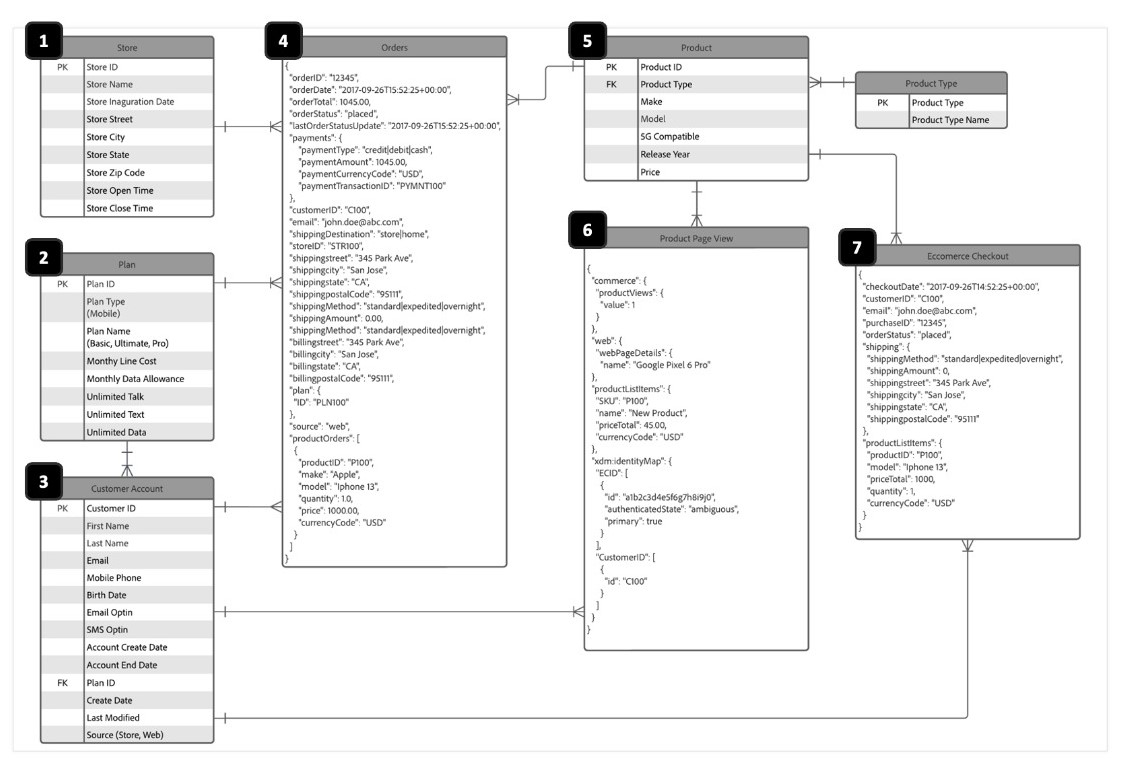 1
Store
PK Store ID
Store Name
Store Inaguration Date
Store Street
Store City
Store State
Store Zip Code
Store Open Time
Store Close Time
2
Plan
PK Plan ID
Plan Type
(Mobile)
Plan Name
(Basic, Ultimate, Pro)
Monthy Line Cost
Monthly Data Allowance
Unlimited Talk
Unlimited Text
Unlimited Data
3
Customer Account
PK Customer ID
First Name
Last Name
Email
Mobile Phone
Birth Date
Email Optin
SMS Optin
Account Create Date
Account End Date
FK Plan ID
Create Date
Last Modified
Source (Store, Web)
4
Orders
{
"orderID": "12345",
"orderDate": "2017-09-26T15:52:25+00:00",
"orderTotal": 1045.00,
"orderStatus": "placed",
"lastOrderStatusUpdate": "2017-09-26T15:52:25+00:00",
"payments": {
"paymentType": "credit|debit|cash",
"paymentAmount": 1045.00,
"paymentCurrencyCode": "USD",
"paymentTransactionID": "PYMNT100"
},
"customerID": "C100",
"email": "john.doe@abc.com",
"shippingDestination": "store|home",
"storeID": "STR100",
"shippingstreet": "345 Park Ave",
"shippingcity": "San Jose",
"shippingstate": "CA",
"shippingpostalCode": "95111",
"shippingMethod": "standard|expedited|overnight",
"shippingAmount": 0.00,
"shippingMethod": "standard|expedited|overnight",
"billingstreet": "345 Park Ave",
"billingcity": "San Jose",
"billingstate": "CA",
"billingpostalCode": "95111",
"plan": {
"ID": "PLN100"
},
"source": "web",
"productOrders": [
{
"productID": "P100",
"make": "Apple",
"model": "Iphone 13",
"quantity": 1.0,
"price": 1000.00,
"currencyCode": "USD"
}
]
}
5
Product
PK Product ID
FK Product Type
Make
Model
SG Compatible
Release Year
Price
Product Type
PK Product Type
Product Type Name
6
Product Page View
{
"commerce": {
"productViews": {
"value": 1
}
},
"web": {
"webPageDetails": {
"name": "Google Pixel 6 Pro"
},
"productListItems": {
"SKU": "P100",
"name": "New Product",
"priceTotal": 45.00,
"currencyCode": "USD"
},
"xdm:identityMap": {
"ECID": [
{
"id": "a1b2c3d4e5f6g7h8i9j0",
"authenticatedState": "ambiguous",
"primary": true
}
],
"CustomerID": [
{
"id": "C100"
}
]
}
}
7
Eccomerce Checkout
{
"checkoutDate": "2017-09-26T14:52:25+00:00",
"customerID": "C100",
"email": "john.doe@abc.com",
"purchaseID": "12345",
"orderStatus": "placed",
"shipping": {
"shippingMethod": "standard|expedited|overnight",
"shippingAmount": 0,
"shippingstreet": "345 Park Ave",
"shippingcity": "San Jose",
"shippingstate": "CA",
"shippingpostalCode": "95111"
},
"productListItems": {
"productID": "P100",
"model": "Iphone 13",
"priceTotal": 1000,
"quantity": 1,
"currencyCode": "USD"
}
}